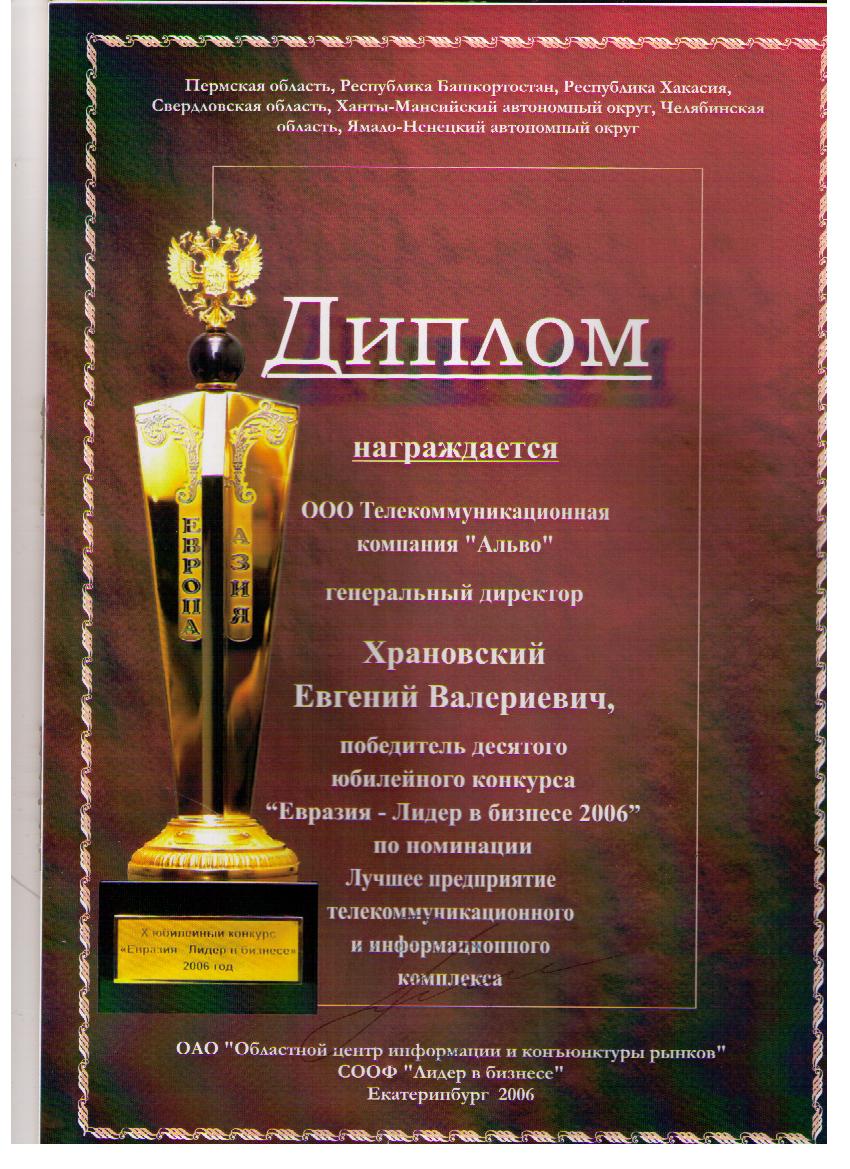 Пермская область, Республика Башкортостан, Республика Хакасия,
Свердловская область, Ханты-Мансийский автономный округ, Челябинская
область, Ямало-Ненецкий автономный округ
Диплом
награждается
ООО Телекоммуникационная
компания "Альво"
генеральный директор
Храновский
Евгений Валериевич,
победитель десятого
юбилейного конкурса
“Евразия - Лидер в бизнесе 2006”
по номинации
Лучшее предприятие
телекоммуникационного
и информационного
комплекса
ЕВРОПА
АЗИЯ
X юбилейный конкурс
«Евразия - Лидер в бизнесе»
2006 год
ОАО "Областной центр информации и конъюнктуры рынков"
СООФ "Лидер в бизнесе"
Екатеринбург 2006